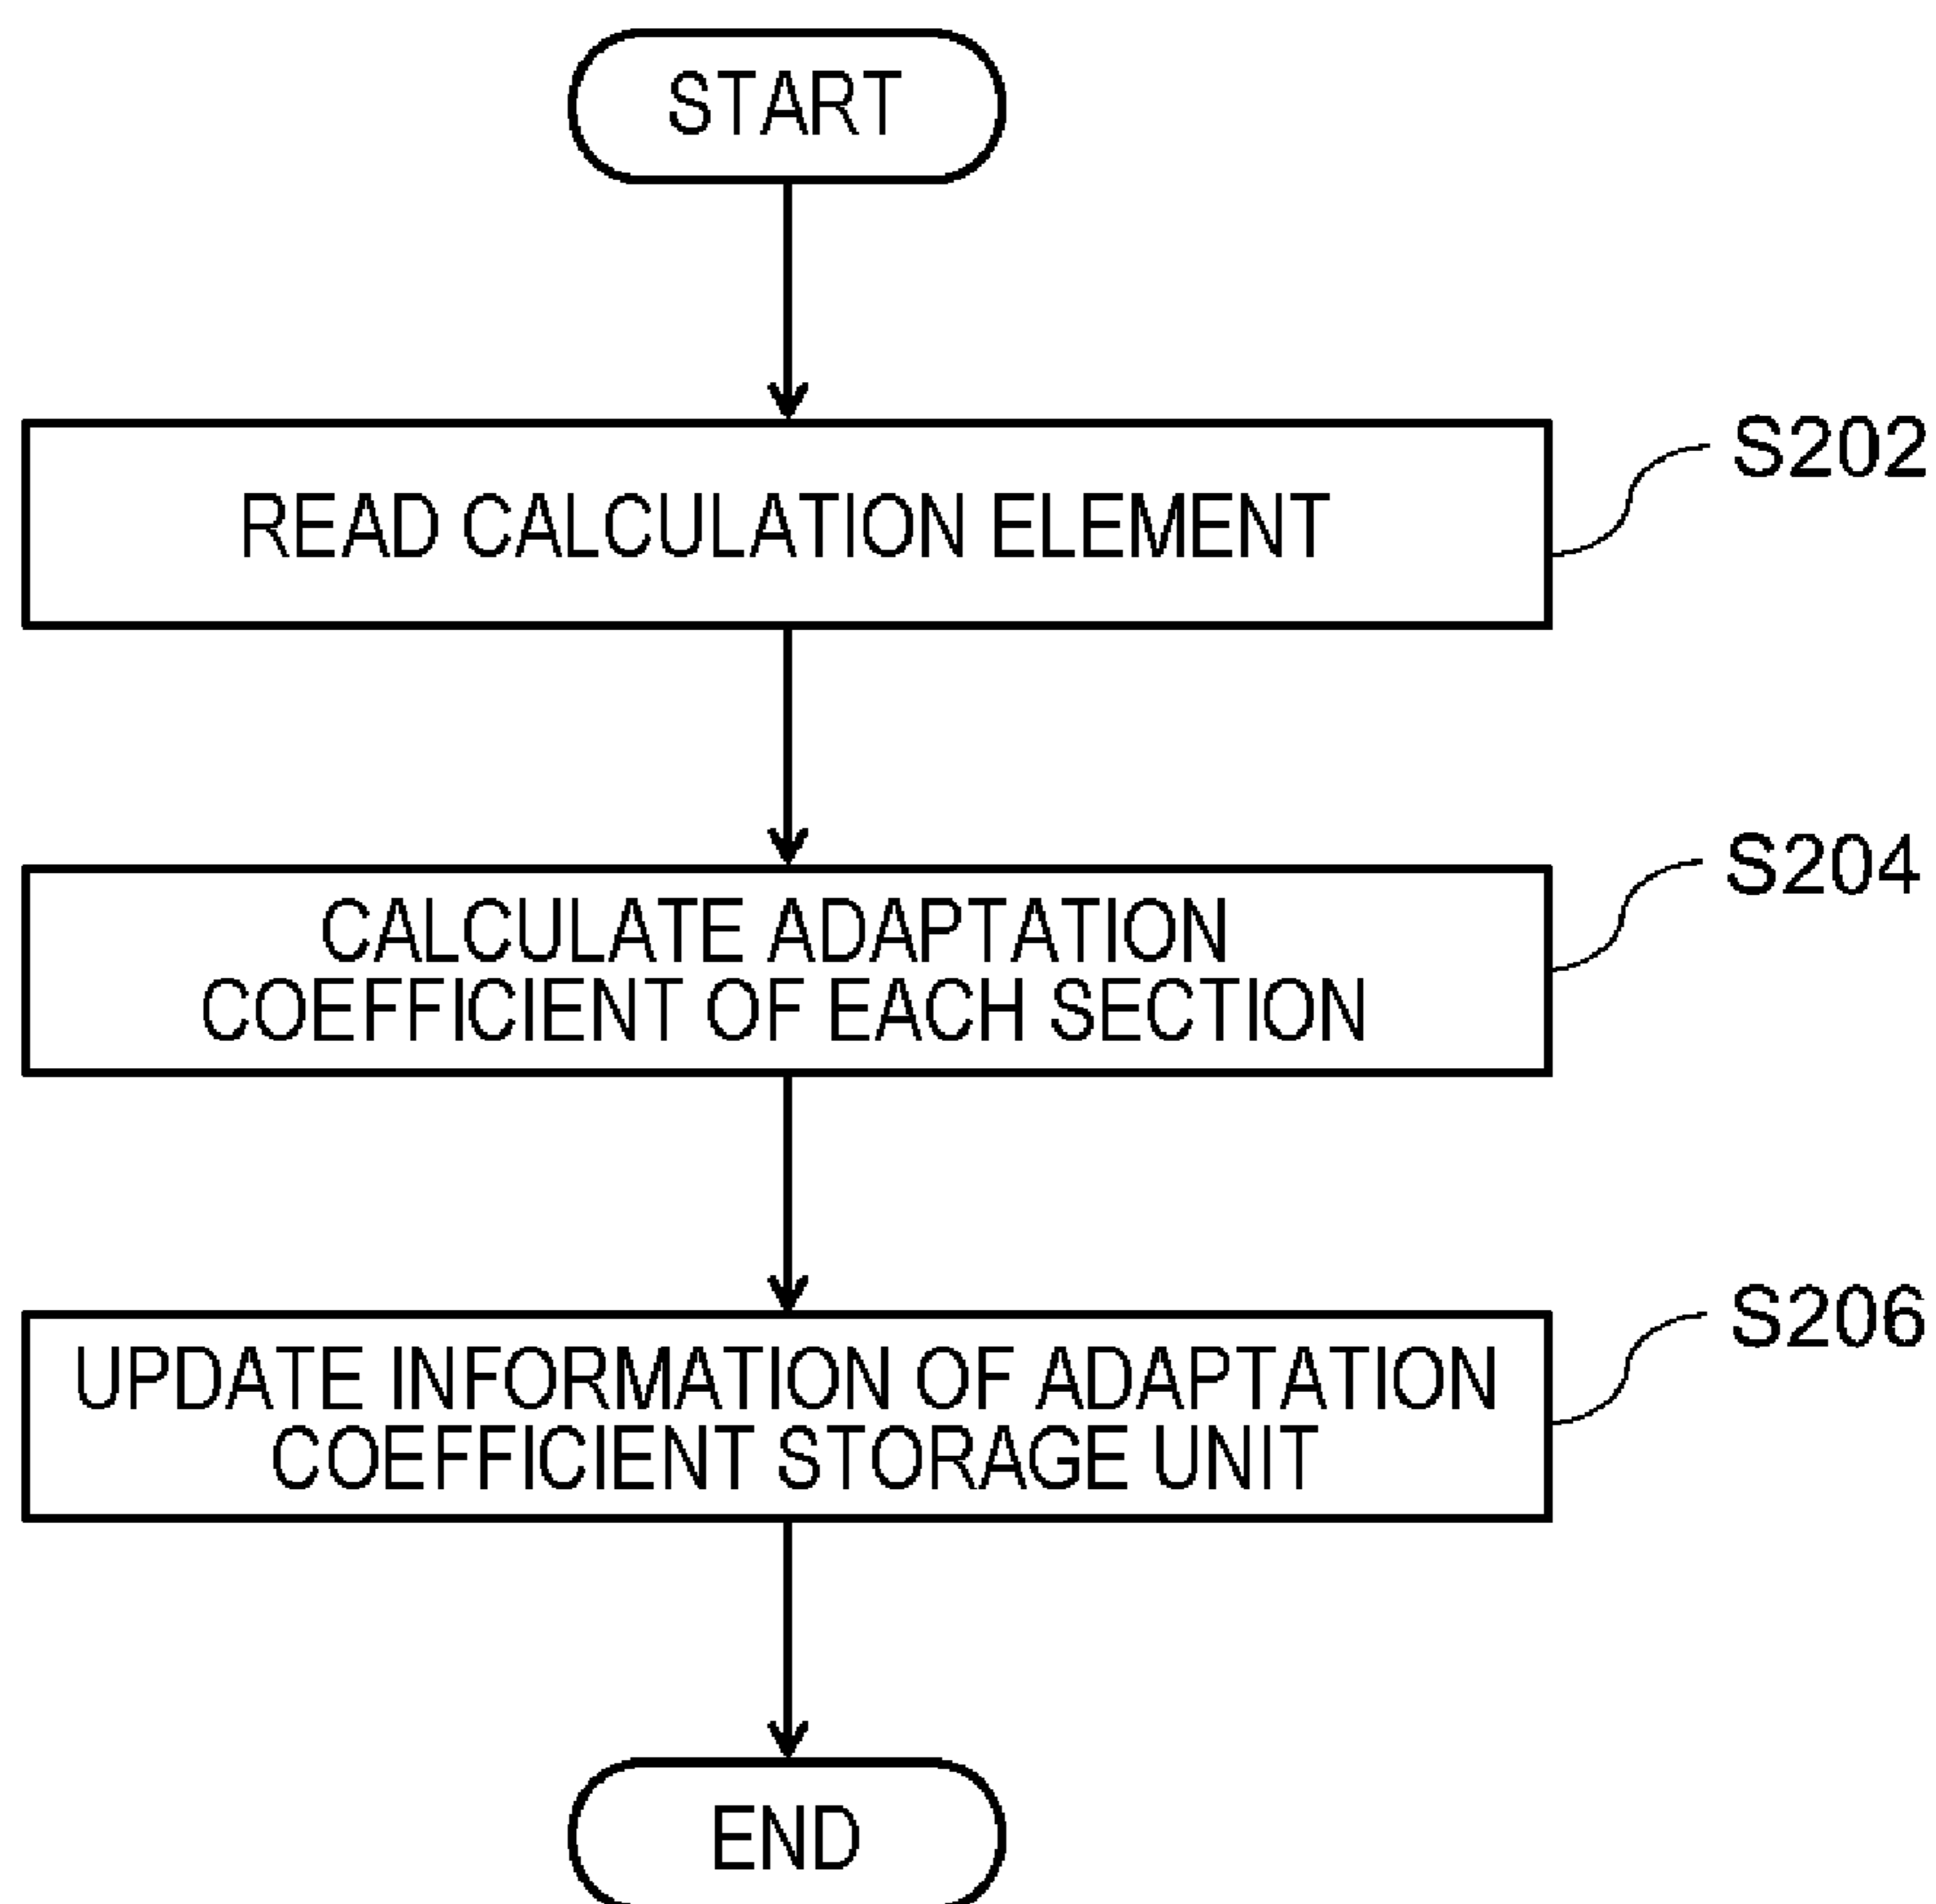 START
READ CALCULATION ELEMENT
S202
CALCULATE ADAPTATION
COEFFICIENT OF EACH SECTION
S204
UPDATE INFORMATION OF ADAPTATION
COEFFICIENT STORAGE UNIT
S206
END